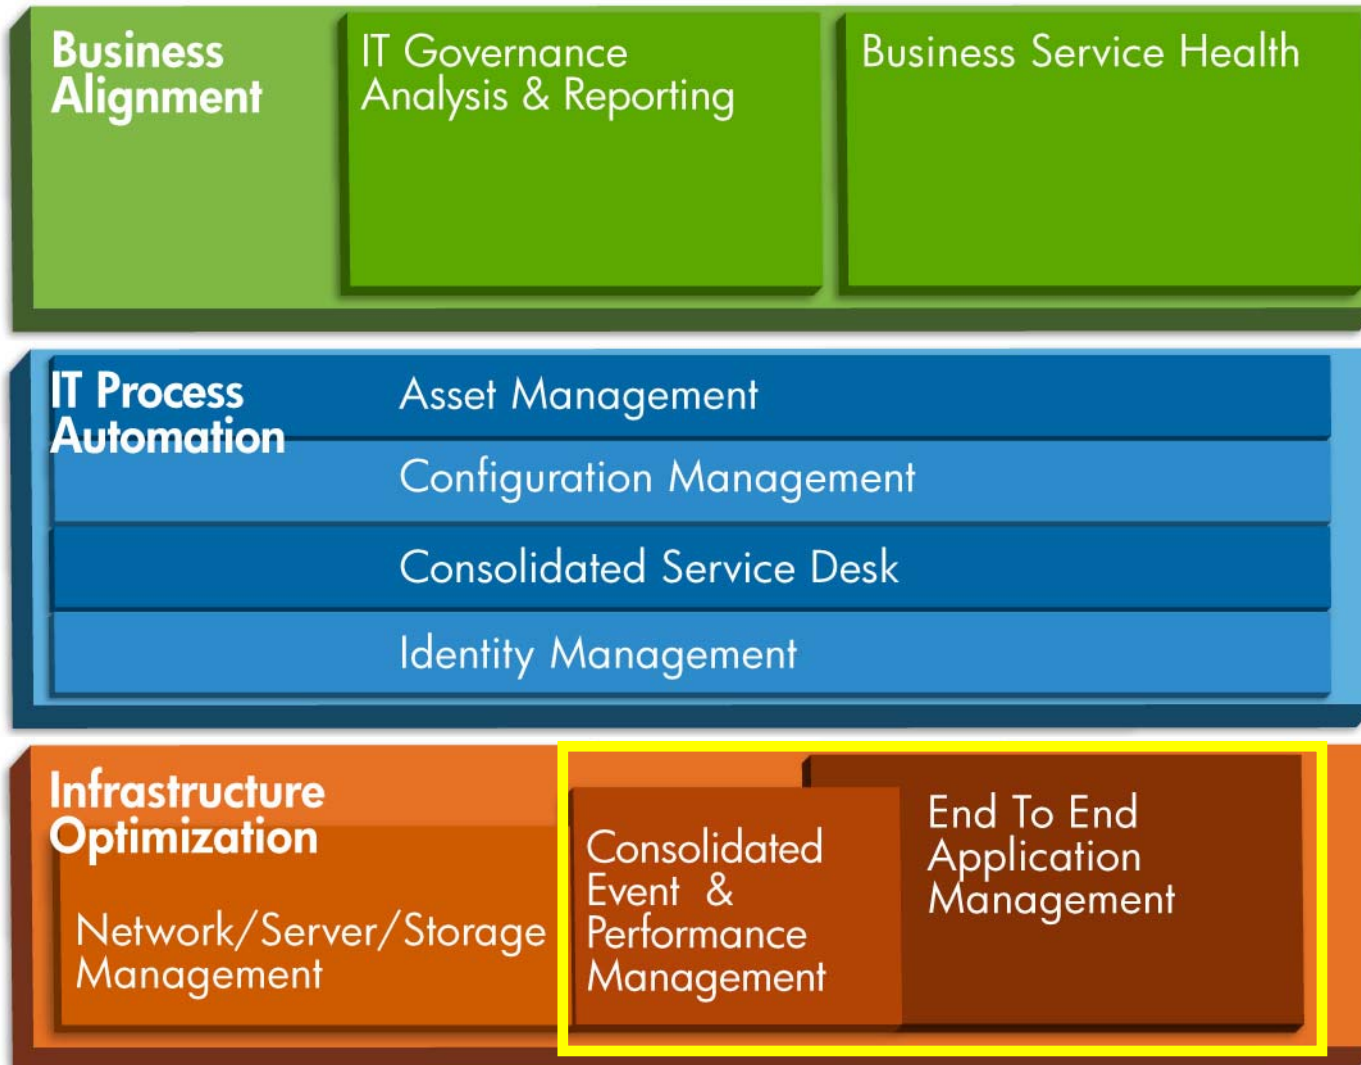 Business
Alignment
IT Governance
Analysis & Reporting
Business Service Health
IT Process
Automation
Asset Management
Configuration Management
Consolidated Service Desk
Identity Management
Infrastructure
Optimization
Network/Server/Storage
Management
Consolidated
Event &
Performance
Management
End To End
Application
Management